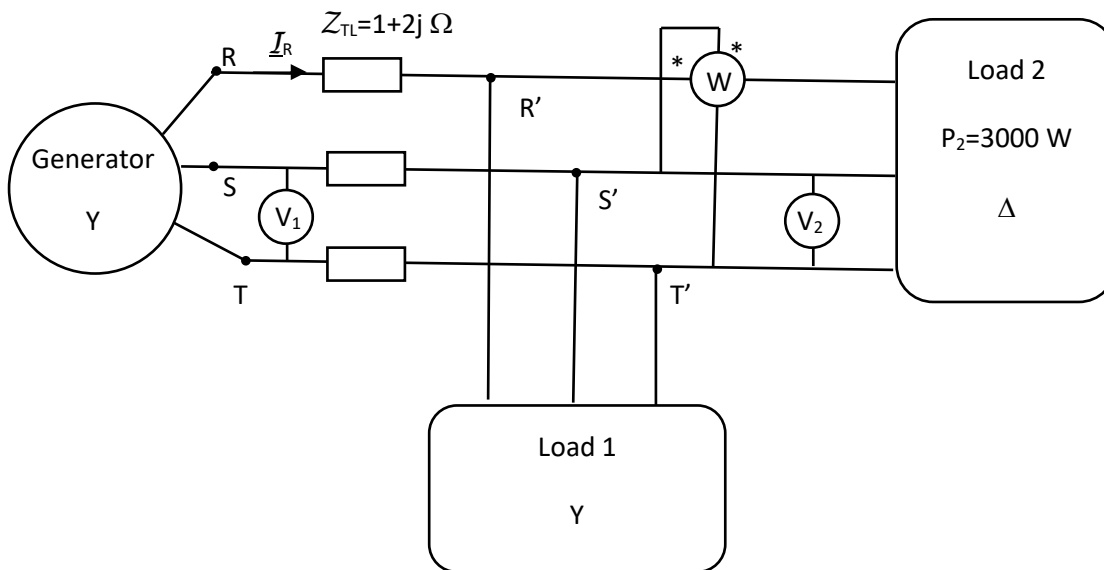 Z_TL=1+2j Ω
I_R
R
* *
W
R’
Load 2
P₂=3000 W
Δ
Generator
Y
S
V₁
S’
V₂
T
T’
Load 1
Y